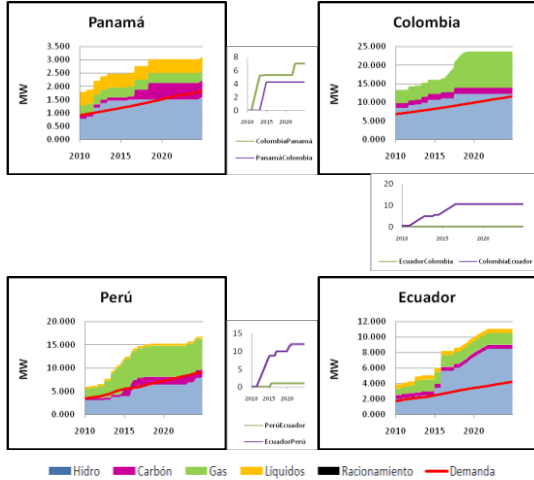 Panamá
MW
3.500
3.000
2.500
2.000
1.500
1.000
500
0.000
2010 2015 2020
8
6
4
2
0
2010 2015 2020
ColombiaPanamá
PanamáColombia
Colombia
MW
25.000
20.000
15.000
10.000
5.000
0.000
2010 2015 2020
20
10
0
2010 2015 2020
EcuadorColombia ColombiaEcuador
Perú
MW
20.000
15.000
10.000
5.000
0.000
2010 2015 2020
15
10
5
0
2010 2015 2020
PerúEcuador
EcuadorPerú
Ecuador
MW
12.000
10.000
8.000
6.000
4.000
2.000
0.000
2010 2015 2020
Hidro Carbón Gas Líquidos Racionamiento Demanda